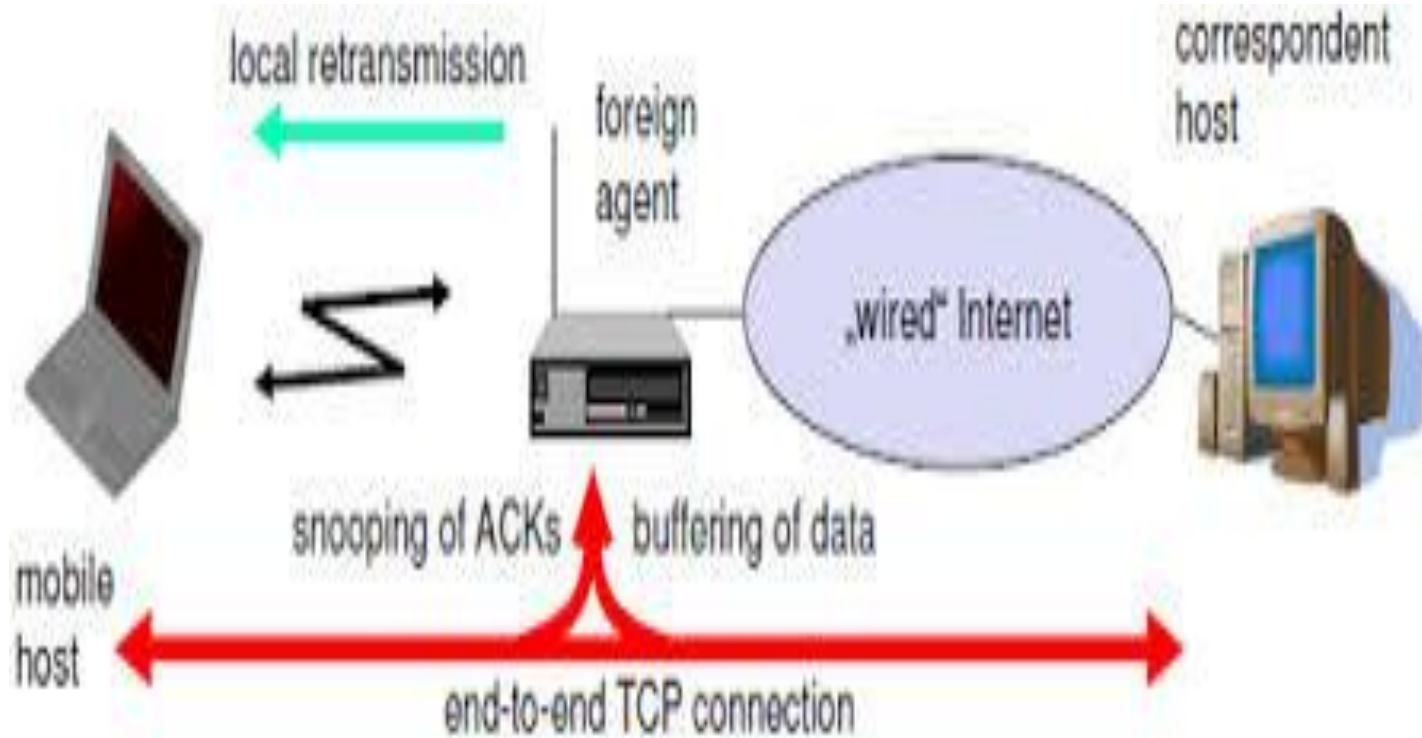 local retransmission
correspondent
host
foreign
agent
„wired“ Internet
snooping of ACKs
buffering of data
mobile
host
end-to-end TCP connection